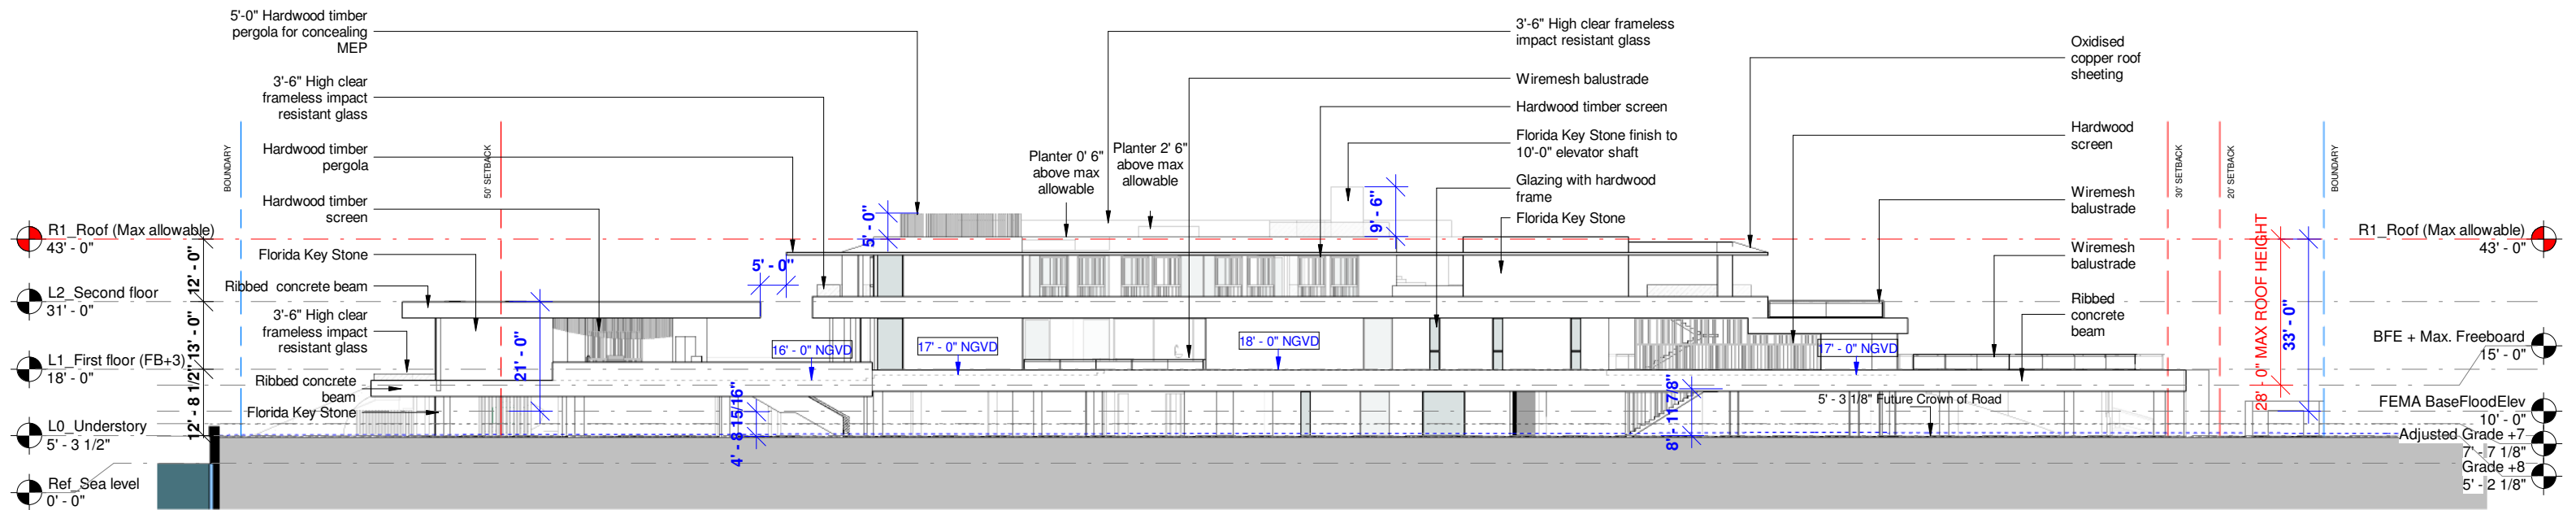 5'-0" Hardwood timber
pergola for concealing
MEP
3'-6" High clear
frameless impact
resistant glass
Hardwood timber
pergola
Hardwood timber
screen
Florida Key Stone
Ribbed concrete beam
3'-6" High clear
frameless impact
resistant glass
Ribbed concrete
beam
Florida Key Stone
BOUNDARY
50' SETBACK
R1_Roof (Max allowable)
43' - 0"
L2_Second floor
31' - 0"
L1_First floor (FB+3)
18' - 0"
L0_Understory
5' - 3 1/2"
Ref_Sea level
0' - 0"
12' - 0"
13' - 0"
12' - 8 1/2"
21' - 0"
4' - 8 15/16"
5' - 0"
5' - 0"
16' - 0" NGVD
17' - 0" NGVD
18' - 0" NGVD
17' - 0" NGVD
Planter 0' 6"
above max
allowable
Planter 2' 6"
above max
allowable
9' - 6"
3'-6" High clear frameless
impact resistant glass
Wiremesh balustrade
Hardwood timber screen
Florida Key Stone finish to
10'-0" elevator shaft
Glazing with hardwood
frame
Florida Key Stone
8' - 11 7/8"
5' - 3 1/8" Future Crown of Road
Oxidised
copper roof
sheeting
Hardwood
screen
Wiremesh
balustrade
Wiremesh
balustrade
Ribbed
concrete
beam
30' SETBACK
20' SETBACK
BOUNDARY
28' - 0" MAX ROOF HEIGHT
33' - 0"
R1_Roof (Max allowable)
43' - 0"
BFE + Max. Freeboard
15' - 0"
FEMA BaseFloodElev
10' - 0"
Adjusted Grade +7
7' - 7 1/8"
Grade +8
5' - 2 1/8"